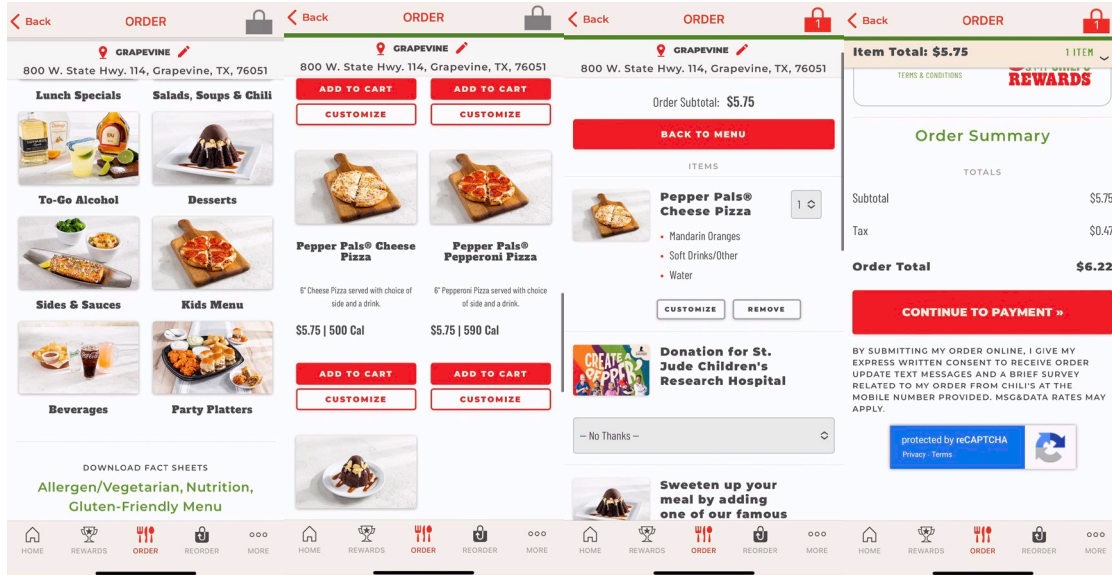 Back
ORDER
GRAPEVINE
800 W. State Hwy. 114, Grapevine, TX, 76051
Lunch Specials
Salads, Soups & Chili
To-Go Alcohol
Desserts
Sides & Sauces
Kids Menu
Beverages
Party Platters
DOWNLOAD FACT SHEETS
Allergen/Vegetarian, Nutrition,
Gluten-Friendly Menu
HOME
REWARDS
ORDER
REORDER
MORE
Back
ORDER
GRAPEVINE
800 W. State Hwy. 114, Grapevine, TX, 76051
ADD TO CART
ADD TO CART
CUSTOMIZE
CUSTOMIZE
Pepper Pals® Cheese
Pizza
Pepper Pals®
Pepperoni Pizza
6" Cheese Pizza served with choice of
side and a drink.
6" Pepperoni Pizza served with choice
of side and a drink.
$5.75 | 500 Cal
$5.75 | 590 Cal
ADD TO CART
ADD TO CART
CUSTOMIZE
CUSTOMIZE
HOME
REWARDS
ORDER
REORDER
MORE
Back
ORDER
1
GRAPEVINE
800 W. State Hwy. 114, Grapevine, TX, 76051
Order Subtotal: $5.75
BACK TO MENU
ITEMS
Pepper Pals®
Cheese Pizza
1
• Mandarin Oranges
• Soft Drinks/Other
• Water
CUSTOMIZE
REMOVE
CREATE A
PEPPER
Donation for St.
Jude Children's
Research Hospital
— No Thanks —
Sweeten up your
meal by adding
one of our famous
HOME
REWARDS
ORDER
REORDER
MORE
Back
ORDER
1
Item Total: $5.75
1 ITEM
TERMS & CONDITIONS
REWARDS
Order Summary
TOTALS
Subtotal
$5.75
Tax
$0.47
Order Total
$6.22
CONTINUE TO PAYMENT »
BY SUBMITTING MY ORDER ONLINE, I GIVE MY
EXPRESS WRITTEN CONSENT TO RECEIVE ORDER
UPDATE TEXT MESSAGES AND A BRIEF SURVEY
RELATED TO MY ORDER FROM CHILI'S AT THE
MOBILE NUMBER PROVIDED. MSG&DATA RATES MAY
APPLY.
protected by reCAPTCHA
Privacy - Terms
HOME
REWARDS
ORDER
REORDER
MORE